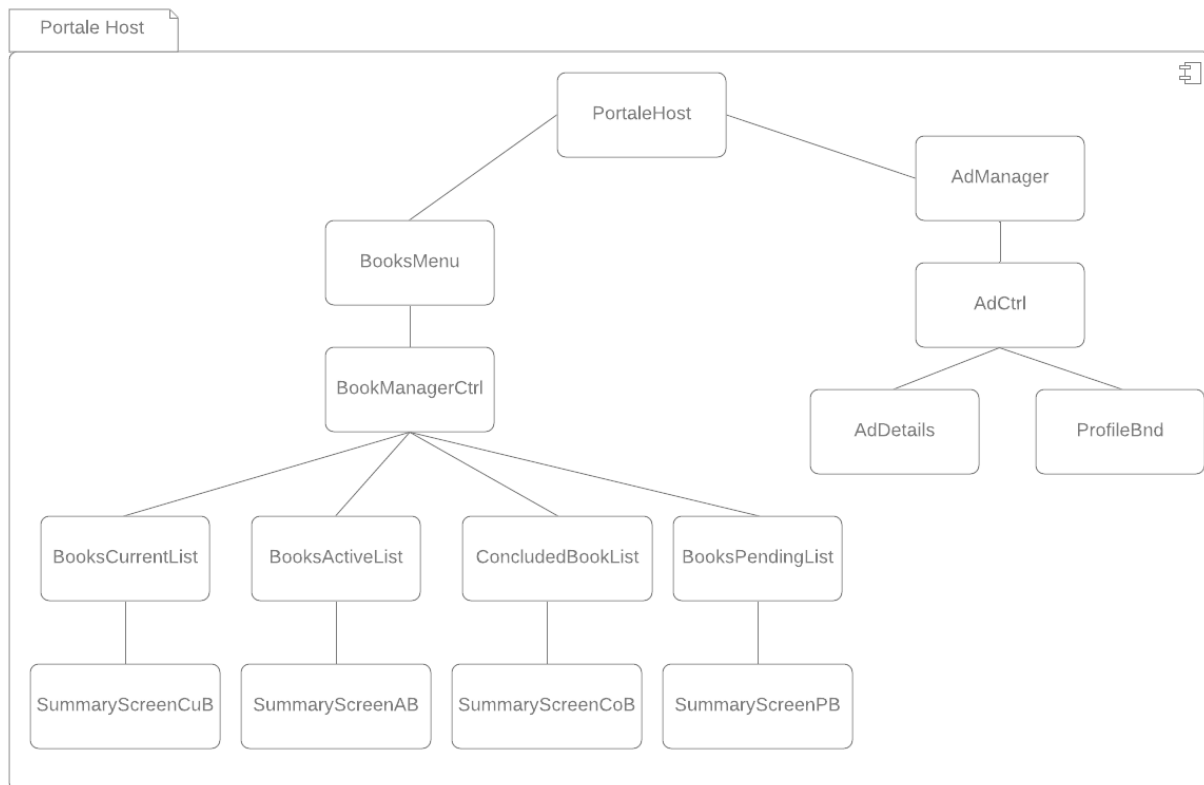 Portale Host
PortaleHost
AdManager
BooksMenu
AdCtrl
BookManagerCtrl
AdDetails
ProfileBnd
BooksCurrentList
BooksActiveList
ConcludedBookList
BooksPendingList
SummaryScreenCuB
SummaryScreenAB
SummaryScreenCoB
SummaryScreenPB